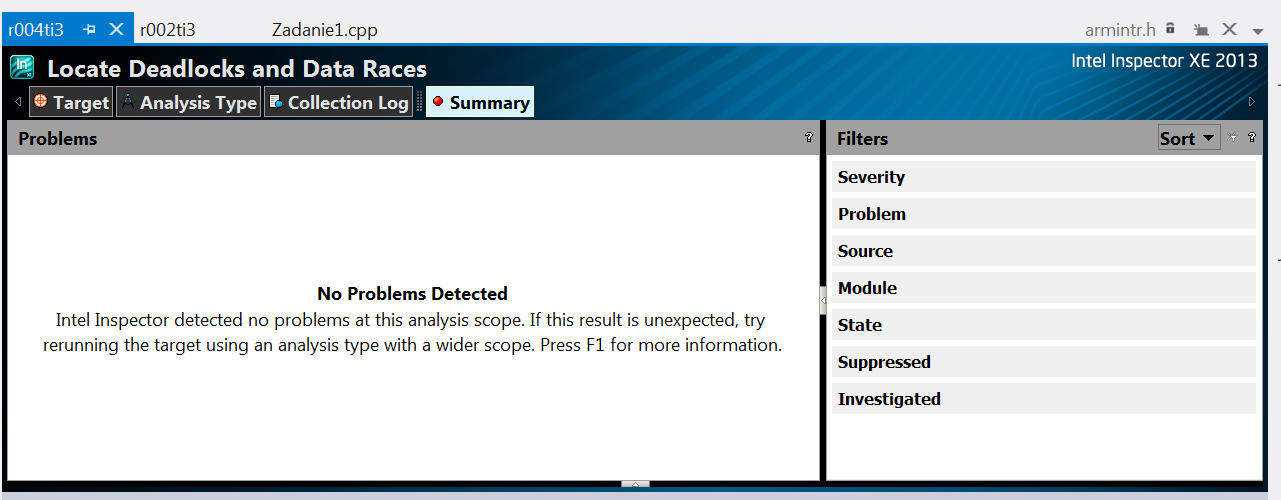 r004ti3
r002ti3
Zadanie1.cpp
armintr.h
Locate Deadlocks and Data Races
Intel Inspector XE 2013
Target
Analysis Type
Collection Log
Summary
Problems
?
Filters
Sort
?
No Problems Detected
Intel Inspector detected no problems at this analysis scope. If this result is unexpected, try
rerunning the target using an analysis type with a wider scope. Press F1 for more information.
Severity
Problem
Source
Module
State
Suppressed
Investigated